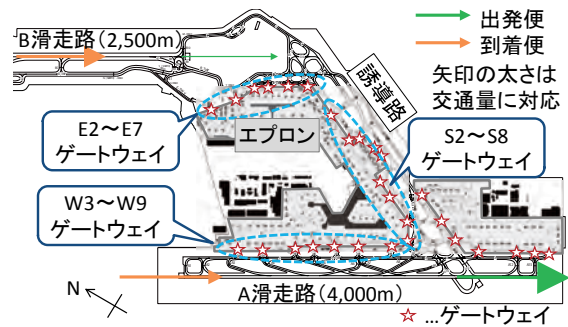 B滑走路(2,500m)
出発便
到着便
矢印の太さは
交通量に対応
誘導路
E2～E7
ゲートウェイ
エプロン
S2～S8
ゲートウェイ
W3～W9
ゲートウェイ
N
A滑走路(4,000m)
☆ …ゲートウェイ